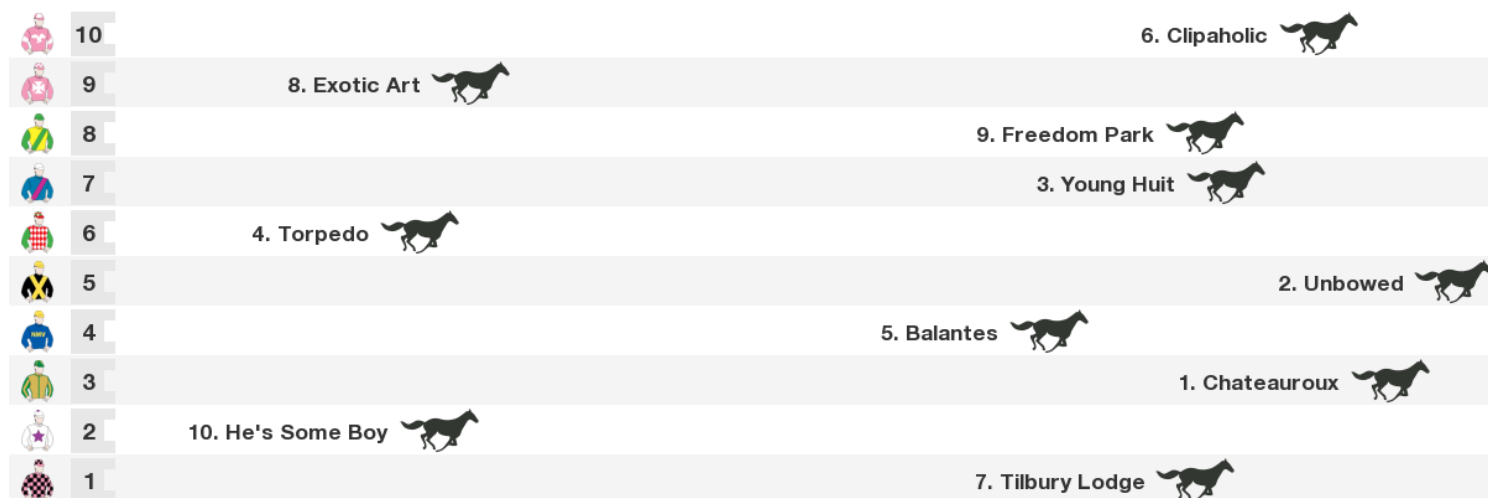 10 6. Clipaholic
9 8. Exotic Art
8 9. Freedom Park
7 3. Young Huit
6 4. Torpedo
5 2. Unbowed
NMV 4 5. Balantes
3 1. Chateauroux
2 10. He's Some Boy
1 7. Tilbury Lodge